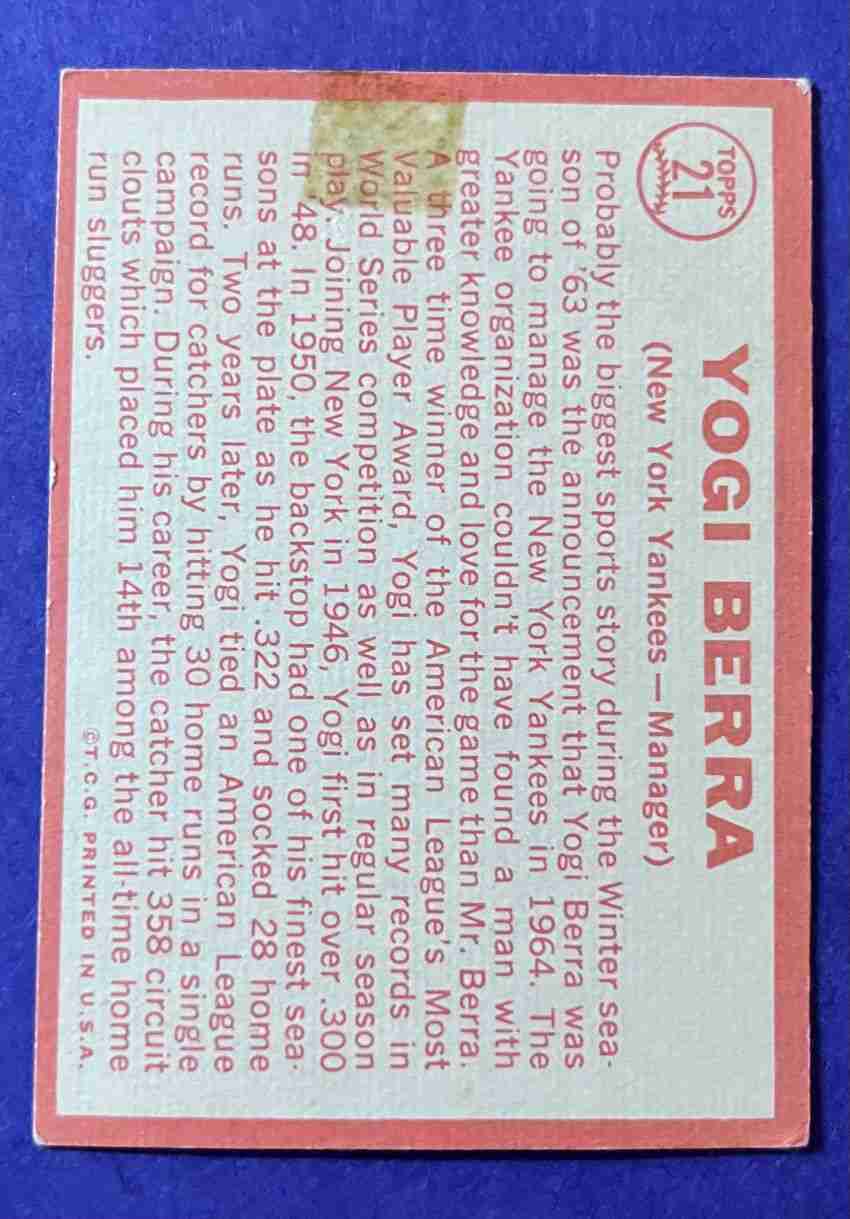 TOPPS
21
YOGI BERRA
(New York Yankees — Manager)
Probably the biggest sports story during the Winter sea-
son of '63 was the announcement that Yogi Berra was
going to manage the New York Yankees in 1964. The
Yankee organization couldn't have found a man with
greater knowledge and love for the game than Mr. Berra.
A three time winner of the American League's Most
Valuable Player Award, Yogi has set many records in
World Series competition as well as in regular season
play. Joining New York in 1946, Yogi first hit over .300
in '48. In 1950, the backstop had one of his finest sea-
sons at the plate as he hit .322 and socked 28 home
runs. Two years later, Yogi tied an American League
record for catchers by hitting 30 home runs in a single
campaign. During his career, the catcher hit 358 circuit
clouts which placed him 14th among the all-time home
run sluggers.
©T.C.G. PRINTED IN U.S.A.